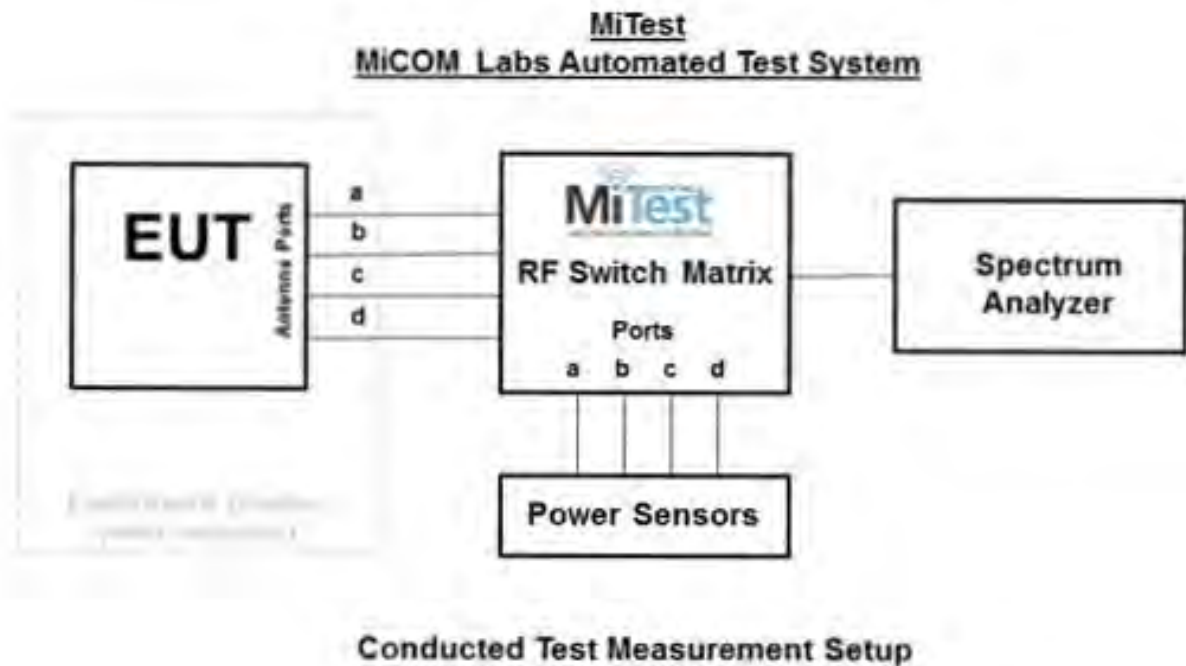 MiTest
MiCOM Labs Automated Test System
EUT
Antenna Ports
a
b
c
d
MiTest
RF Switch Matrix
Ports
a b c d
Spectrum
Analyzer
Power Sensors
Conducted Test Measurement Setup